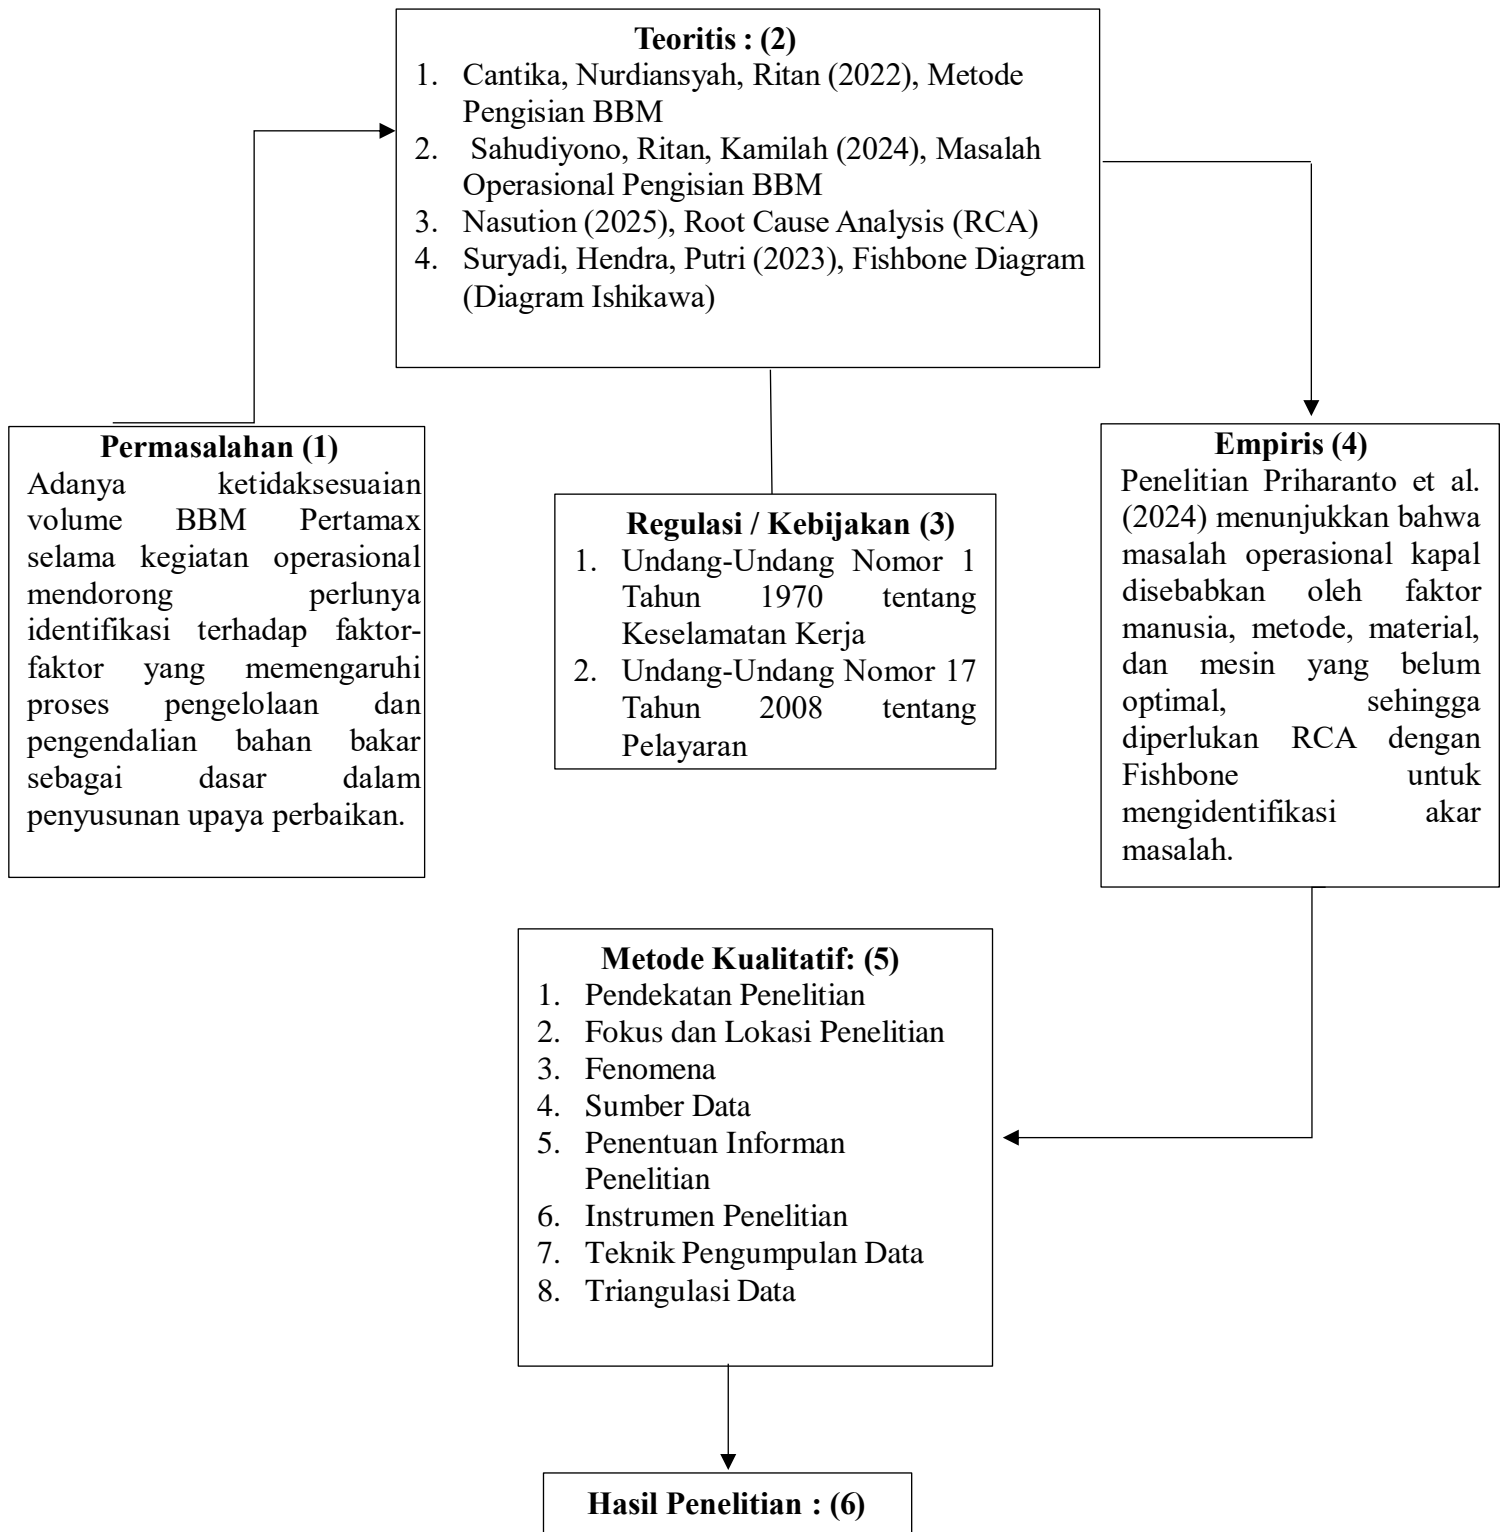 Teoritis : (2)
1. Cantika, Nurdiansyah, Ritan (2022), Metode
Pengisian BBM
2. Sahudiyono, Ritan, Kamilah (2024), Masalah
Operasional Pengisian BBM
3. Nasution (2025), Root Cause Analysis (RCA)
4. Suryadi, Hendra, Putri (2023), Fishbone Diagram
(Diagram Ishikawa)
Permasalahan (1)
Adanya ketidaksesuaian
volume BBM Pertamax
selama kegiatan operasional
mendorong perlunya
identifikasi terhadap faktor-
faktor yang memengaruhi
proses pengelolaan dan
pengendalian bahan bakar
sebagai dasar dalam
penyusunan upaya perbaikan.
Regulasi / Kebijakan (3)
1. Undang-Undang Nomor 1
Tahun 1970 tentang
Keselamatan Kerja
2. Undang-Undang Nomor 17
Tahun 2008 tentang
Pelayaran
Empiris (4)
Penelitian Priharanto et al.
(2024) menunjukkan bahwa
masalah operasional kapal
disebabkan oleh faktor
manusia, metode, material,
dan mesin yang belum
optimal, sehingga
diperlukan RCA dengan
Fishbone untuk
mengidentifikasi akar
masalah.
Metode Kualitatif: (5)
1. Pendekatan Penelitian
2. Fokus dan Lokasi Penelitian
3. Fenomena
4. Sumber Data
5. Penentuan Informan
Penelitian
6. Instrumen Penelitian
7. Teknik Pengumpulan Data
8. Triangulasi Data
Hasil Penelitian : (6)